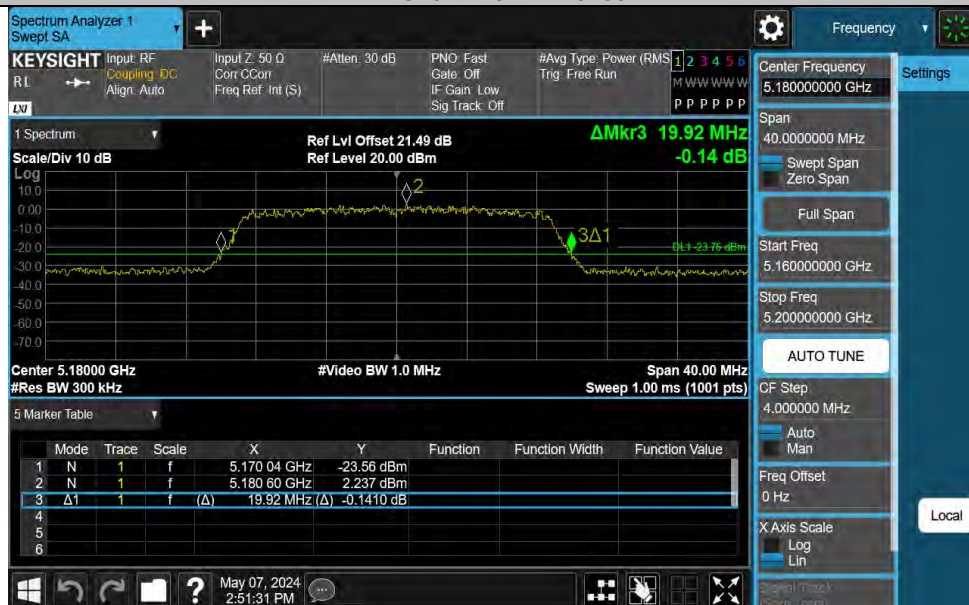 Spectrum Analyzer 1
Swept SA
Frequency
KEYSIGHT
R L
LXI
Input: RF
Coupling: DC
Align: Auto
Input Z: 50 Ω
Corr CCorr
Freq Ref: Int (S)
#Atten: 30 dB
PNO: Fast
Gate: Off
IF Gain: Low
Sig Track: Off
#Avg Type: Power (RMS
Trig: Free Run
1 2 3 4 5 6
M W W W W W
P P P P P P
Center Frequency
5.180000000 GHz
Settings
Span
40.0000000 MHz
Swept Span
Zero Span
Full Span
Start Freq
5.160000000 GHz
Stop Freq
5.200000000 GHz
AUTO TUNE
CF Step
4.000000 MHz
Auto
Man
Freq Offset
0 Hz
X Axis Scale
Log
Lin
Signal Track
Local
1 Spectrum
Scale/Div 10 dB
Ref Lvl Offset 21.49 dB
Ref Level 20.00 dBm
ΔMkr3 19.92 MHz
-0.14 dB
Log
10.0
0.00
-10.0
-20.0
-30.0
-40.0
-50.0
-60.0
-70.0
1
2
3Δ1
DL1 -23.76 dBm
Center 5.18000 GHz
#Res BW 300 kHz
#Video BW 1.0 MHz
Span 40.00 MHz
Sweep 1.00 ms (1001 pts)
5 Marker Table
Mode Trace Scale X Y Function Function Width Function Value
1 N 1 f 5.170 04 GHz -23.56 dBm
2 N 1 f 5.180 60 GHz 2.237 dBm
3 Δ1 1 f (Δ) 19.92 MHz (Δ) -0.1410 dB
4
5
6
?
May 07, 2024
2:51:31 PM